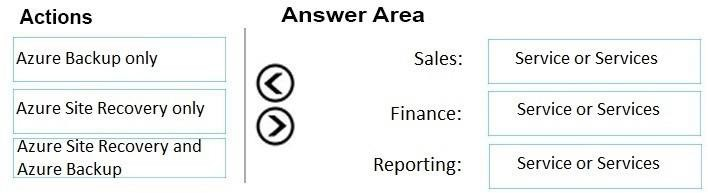 Actions
Answer Area
Azure Backup only
Azure Site Recovery only
Azure Site Recovery and
Azure Backup
Sales:
Service or Services
Finance:
Service or Services
Reporting:
Service or Services